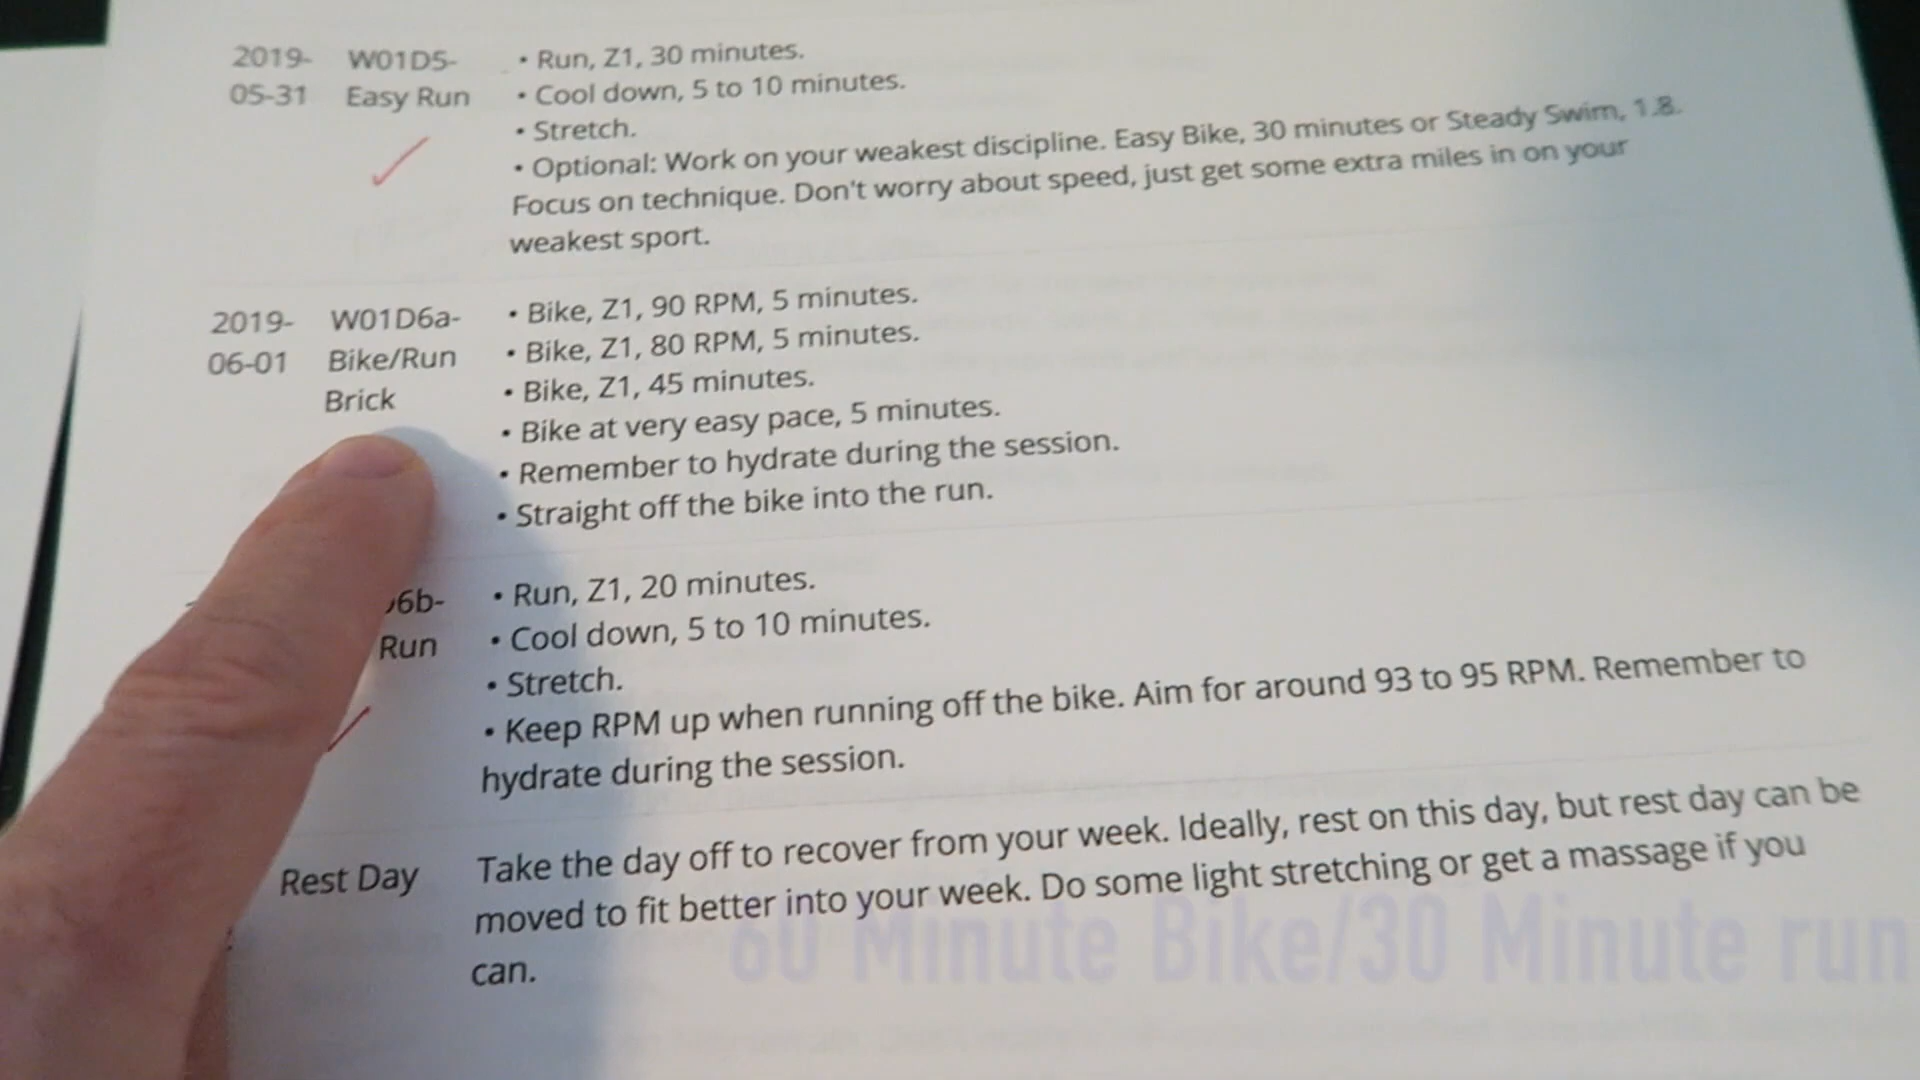 2019- W01D5- • Run, Z1, 30 minutes.
05-31 Easy Run • Cool down, 5 to 10 minutes.
• Stretch.
• Optional: Work on your weakest discipline. Easy Bike, 30 minutes or Steady Swim, 1.8.
Focus on technique. Don't worry about speed, just get some extra miles in on your
weakest sport.
2019- W01D6a- • Bike, Z1, 90 RPM, 5 minutes.
06-01 Bike/Run • Bike, Z1, 80 RPM, 5 minutes.
Brick • Bike, Z1, 45 minutes.
• Bike at very easy pace, 5 minutes.
• Remember to hydrate during the session.
• Straight off the bike into the run.
6b- • Run, Z1, 20 minutes.
Run • Cool down, 5 to 10 minutes.
• Stretch.
• Keep RPM up when running off the bike. Aim for around 93 to 95 RPM. Remember to
hydrate during the session.
Rest Day Take the day off to recover from your week. Ideally, rest on this day, but rest day can be
moved to fit better into your week. Do some light stretching or get a massage if you
can.
60 Minute Bike/30 Minute run